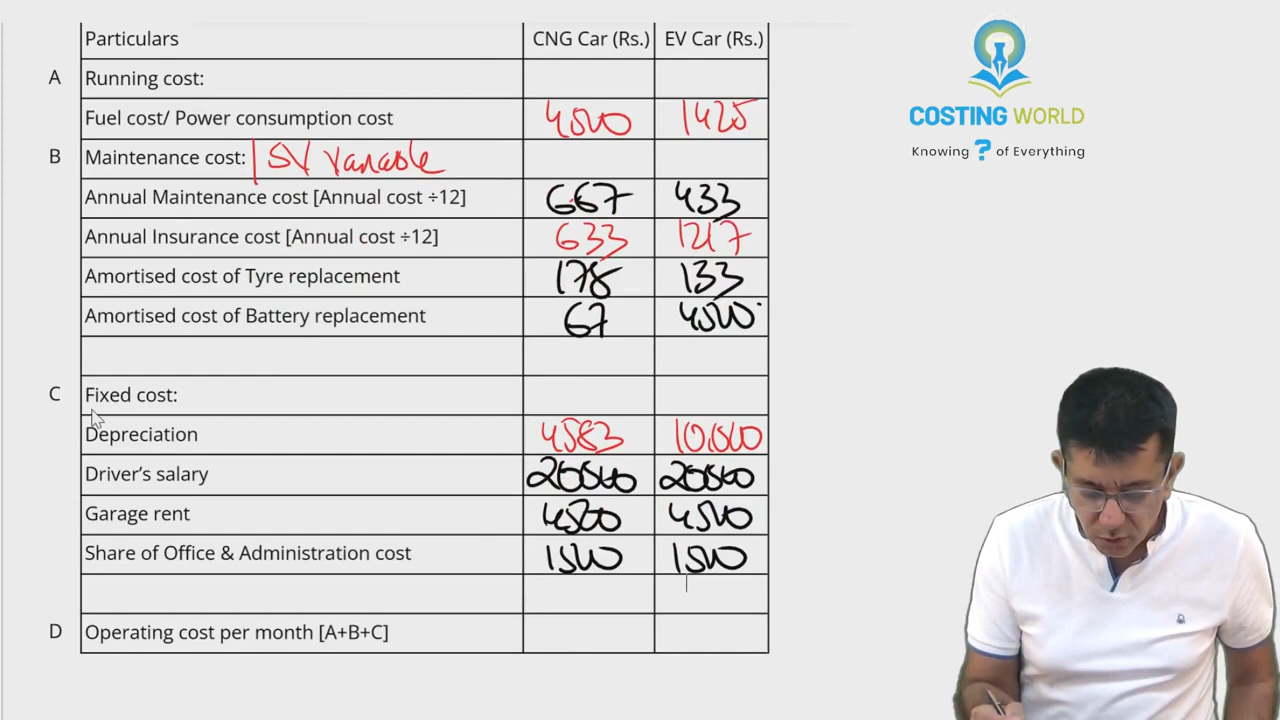 Particulars CNG Car (Rs.) EV Car (Rs.)
A Running cost:
Fuel cost/ Power consumption cost 4500 1425
B Maintenance cost: | SV Variable
Annual Maintenance cost [Annual cost ÷12] 667 433
Annual Insurance cost [Annual cost ÷12] 633 1217
Amortised cost of Tyre replacement 178 133
Amortised cost of Battery replacement 67 4500
C Fixed cost:
Depreciation 4583 10,000
Driver's salary 20000 20000
Garage rent 4500 4500
Share of Office & Administration cost 1500 1500
D Operating cost per month [A+B+C]
COSTING WORLD
Knowing ? of Everything